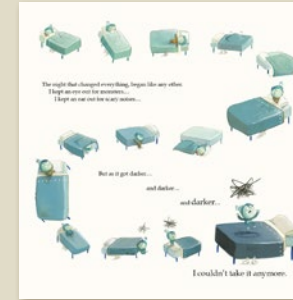 The night that changed everything, began like any other.
I kept an eye out for monsters...
I kept an ear out for scary noises...
But as it got darker...
and darker...
and darker...
I couldn't take it anymore.